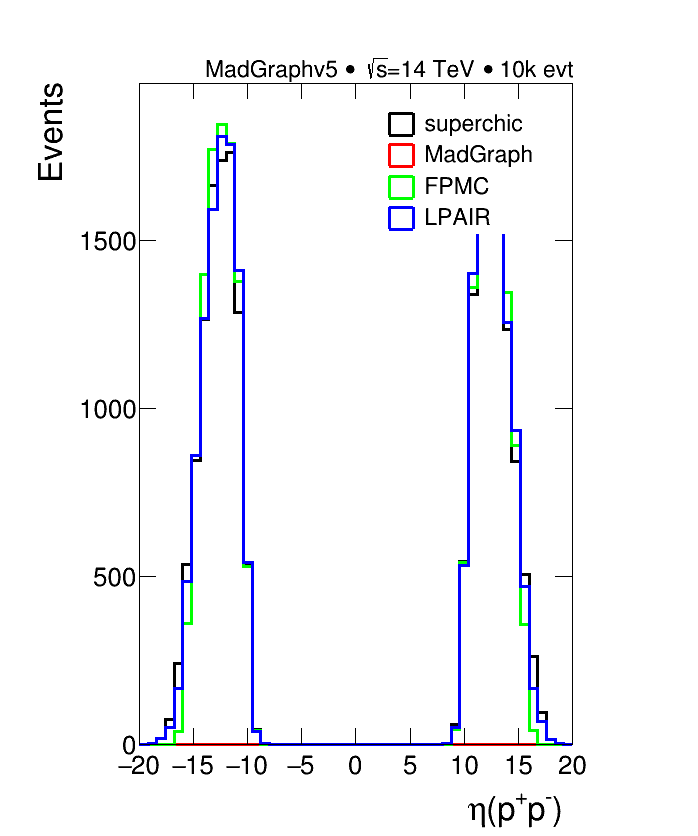 MadGraphv5 • √s=14 TeV • 10k evt
Events
superchic
MadGraph
FPMC
LPAIR
1500
1000
500
0
−20 −15 −10 −5 0 5 10 15 20
η(p⁺p⁻)